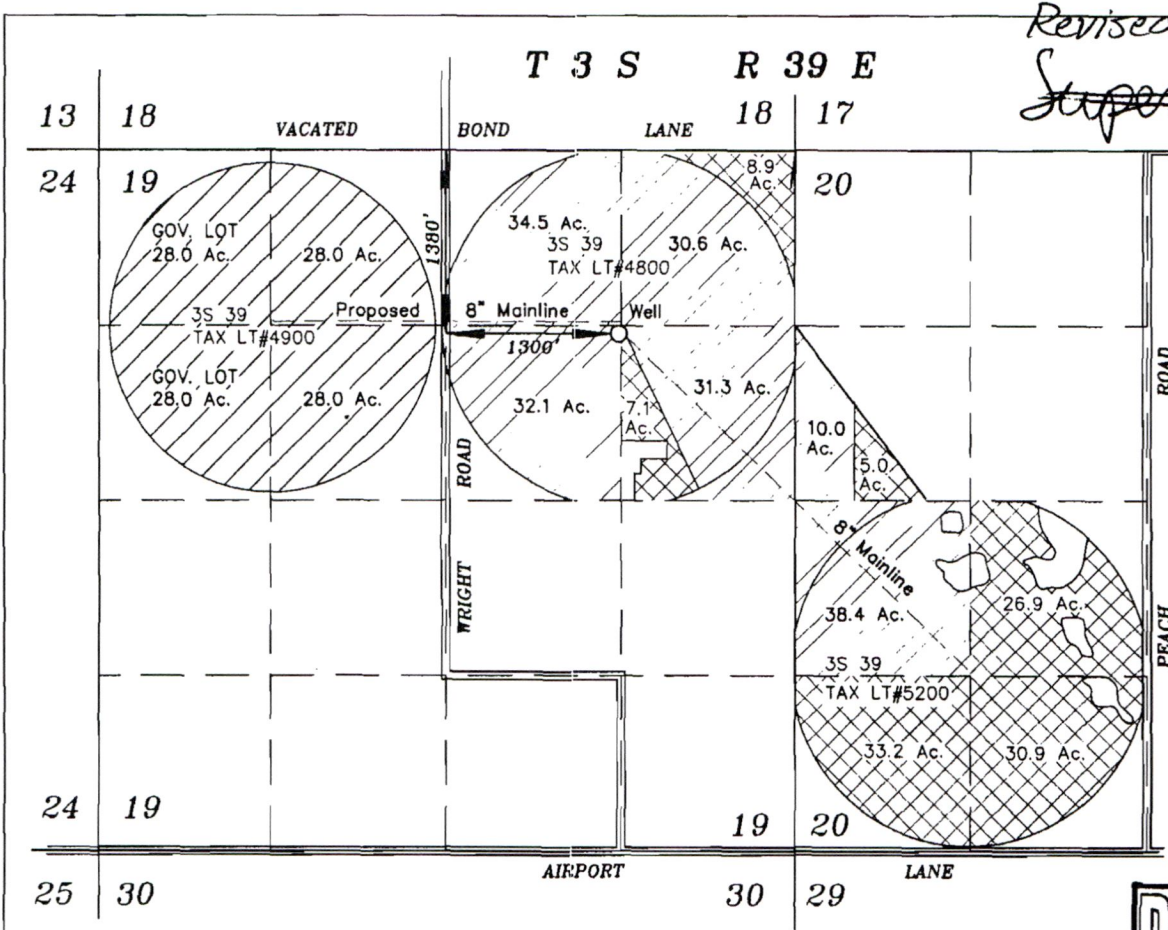 Revised
T 3 S R 39 E
13 18 18 17
VACATED BOND LANE
24 19 20
8.9
Ac.
GOV. LOT
28.0 Ac. 28.0 Ac.
34.5 Ac. 30.6 Ac.
3S 39
TAX LT#4800
1380'
3S 39
TAX LT#4900
Proposed 8" Mainline Well
1300'
GOV. LOT
28.0 Ac. 28.0 Ac.
32.1 Ac. 31.3 Ac.
7.1
Ac.
10.0
Ac.
5.0
Ac.
WRIGHT ROAD
PEACH ROAD
8" Mainline
38.4 Ac. 26.9 Ac.
3S 39
TAX LT#5200
33.2 Ac. 30.9 Ac.
24 19 19 20
AIRPORT LANE
25 30 30 29